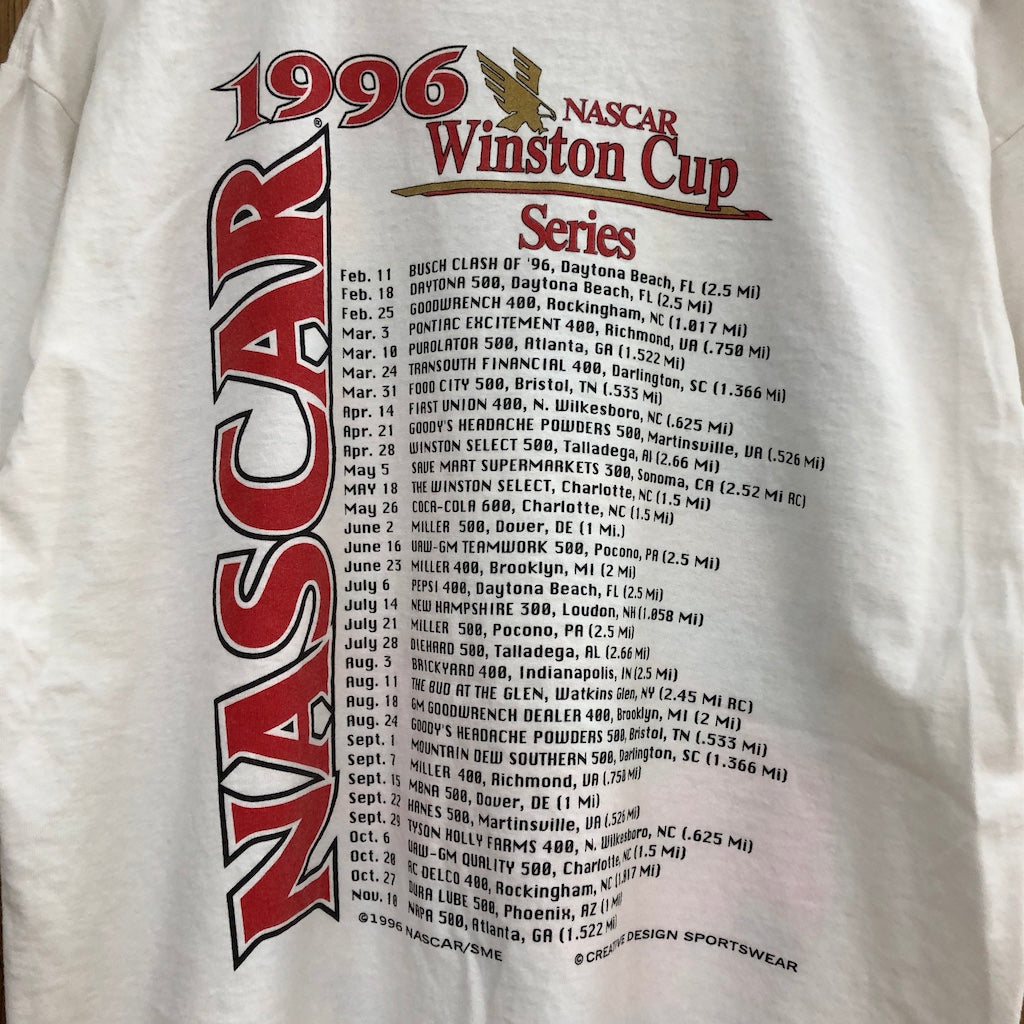 1996
NASCAR®
NASCAR
Winston Cup
Series
Feb. 11 BUSCH CLASH OF '96, Daytona Beach, FL (2.5 Mi)
Feb. 18 DAYTONA 500, Daytona Beach, FL (2.5 Mi)
Feb. 25 GOODWRENCH 400, Rockingham, NC (1.017 Mi)
Mar. 3 PONTIAC EXCITEMENT 400, Richmond, VA (.750 Mi)
Mar. 10 PUROLATOR 500, Atlanta, GA (1.522 Mi)
Mar. 24 TRANSOUTH FINANCIAL 400, Darlington, SC (1.366 Mi)
Mar. 31 FOOD CITY 500, Bristol, TN (.533 Mi)
Apr. 14 FIRST UNION 400, N. Wilkesboro, NC (.625 Mi)
Apr. 21 GOODY'S HEADACHE POWDERS 500, Martinsville, VA (.526 Mi)
Apr. 28 WINSTON SELECT 500, Talladega, Al (2.66 Mi)
May 5 SAVE MART SUPERMARKETS 300, Sonoma, CA (2.52 Mi RC)
MAY 18 THE WINSTON SELECT, Charlotte, NC (1.5 Mi)
May 26 COCA-COLA 600, Charlotte, NC (1.5 Mi)
June 2 MILLER 500, Dover, DE (1 Mi.)
June 16 UAW-GM TEAMWORK 500, Pocono, PA (2.5 Mi)
June 23 MILLER 400, Brooklyn, MI (2 Mi)
July 6 PEPSI 400, Daytona Beach, FL (2.5 Mi)
July 14 NEW HAMPSHIRE 300, Loudon, NH (1.058 Mi)
July 21 MILLER 500, Pocono, PA (2.5 Mi)
July 28 DIEHARD 500, Talladega, AL (2.66 Mi)
Aug. 3 BRICKYARD 400, Indianapolis, IN (2.5 Mi)
Aug. 11 THE BUD AT THE GLEN, Watkins Glen, NY (2.45 Mi RC)
Aug. 18 GM GOODWRENCH DEALER 400, Brooklyn, MI (2 Mi)
Aug. 24 GOODY'S HEADACHE POWDERS 500, Bristol, TN (.533 Mi)
Sept. 1 MOUNTAIN DEW SOUTHERN 500, Darlington, SC (1.366 Mi)
Sept. 7 MILLER 400, Richmond, VA (.750 Mi)
Sept. 15 MBNA 500, Dover, DE (1 Mi)
Sept. 22 HANES 500, Martinsville, VA (.526 Mi)
Sept. 29 TYSON HOLLY FARMS 400, N. Wilkesboro, NC (.625 Mi)
Oct. 6 UAW-GM QUALITY 500, Charlotte, NC (1.5 Mi)
Oct. 20 AC DELCO 400, Rockingham, NC (1.017 Mi)
Oct. 27 DURA LUBE 500, Phoenix, AZ (1 Mi)
Nov. 10 NAPA 500, Atlanta, GA (1.522 Mi)
©1996 NASCAR/SME
© CREATIVE DESIGN SPORTSWEAR